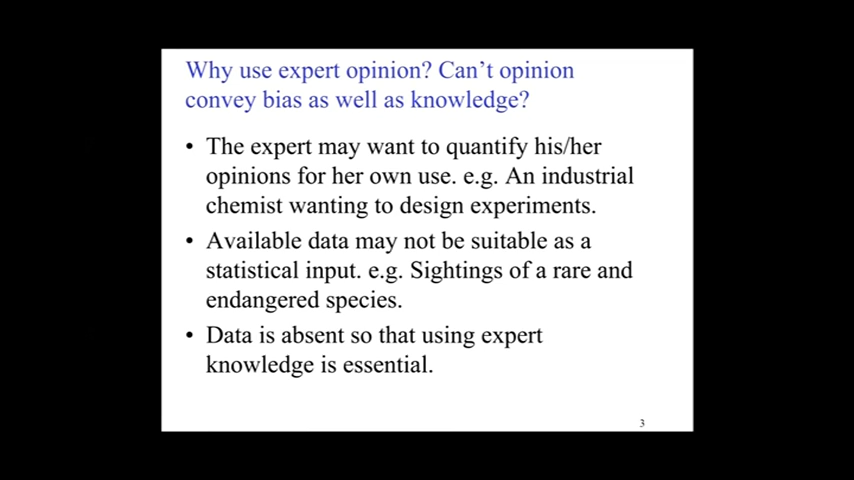 Why use expert opinion? Can't opinion
convey bias as well as knowledge?
• The expert may want to quantify his/her
opinions for her own use. e.g. An industrial
chemist wanting to design experiments.
• Available data may not be suitable as a
statistical input. e.g. Sightings of a rare and
endangered species.
• Data is absent so that using expert
knowledge is essential.
3